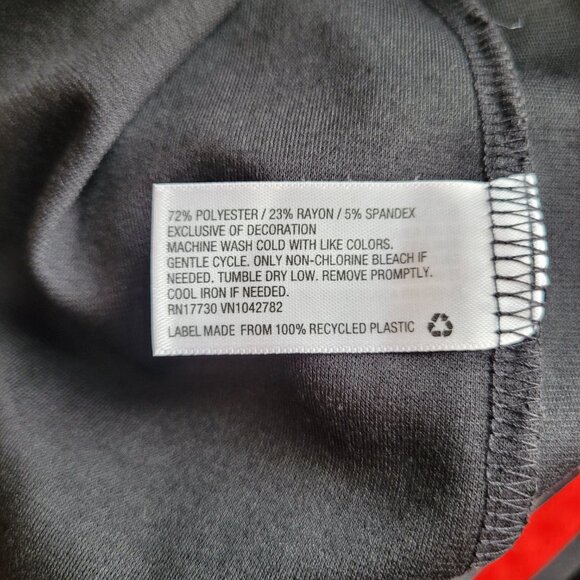 72% POLYESTER / 23% RAYON / 5% SPANDEX
EXCLUSIVE OF DECORATION
MACHINE WASH COLD WITH LIKE COLORS.
GENTLE CYCLE. ONLY NON-CHLORINE BLEACH IF
NEEDED. TUMBLE DRY LOW. REMOVE PROMPTLY.
COOL IRON IF NEEDED.
RN17730 VN1042782
LABEL MADE FROM 100% RECYCLED PLASTIC